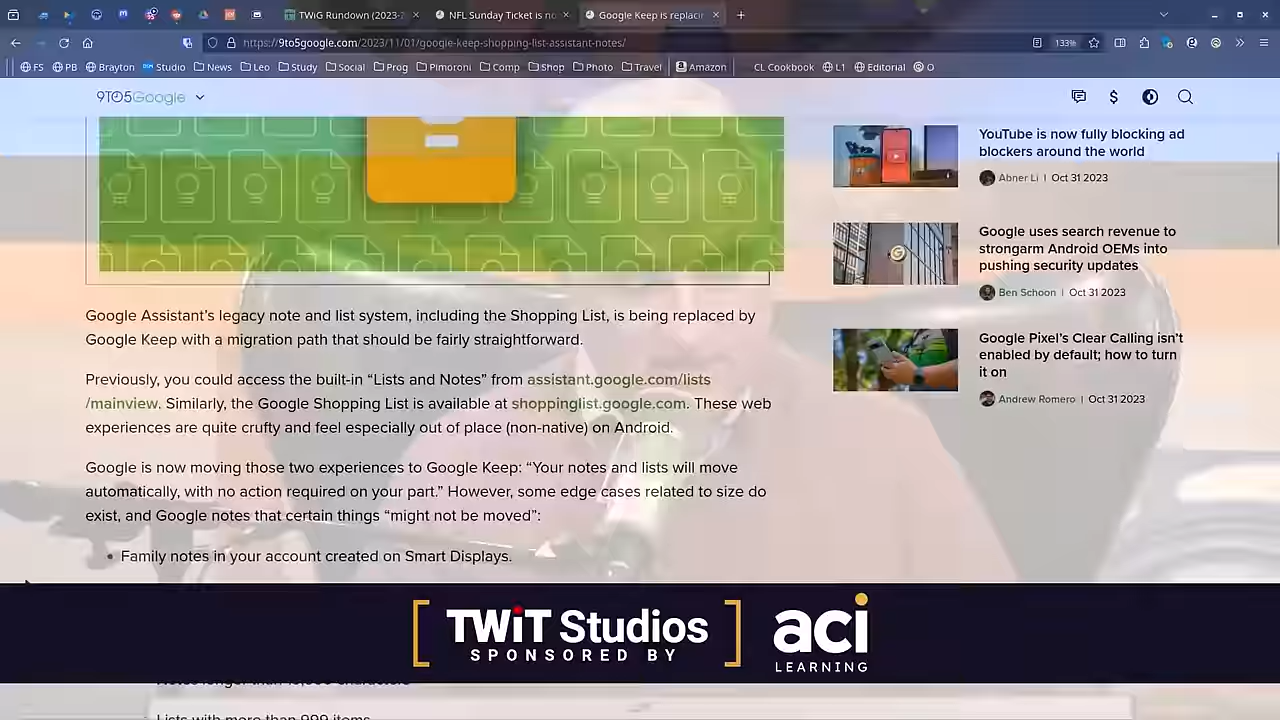 TWiG Rundown (2023-?
NFL Sunday Ticket is no
Google Keep is replacin
https://9to5google.com/2023/11/01/google-keep-shopping-list-assistant-notes/
133%
FS PB Brayton DLN Studio News Leo Study Social Prog Pimoroni Comp Shop Photo Travel Amazon CL Cookbook L1 Editorial O
9TO5Google
YouTube is now fully blocking ad
blockers around the world
Abner Li | Oct 31 2023
Google uses search revenue to
strongarm Android OEMs into
pushing security updates
Ben Schoon | Oct 31 2023
Google Pixel's Clear Calling isn't
enabled by default; how to turn
it on
Andrew Romero | Oct 31 2023
Google Assistant's legacy note and list system, including the Shopping List, is being replaced by
Google Keep with a migration path that should be fairly straightforward.
Previously, you could access the built-in “Lists and Notes” from assistant.google.com/lists
/mainview. Similarly, the Google Shopping List is available at shoppinglist.google.com. These web
experiences are quite crufty and feel especially out of place (non-native) on Android.
Google is now moving those two experiences to Google Keep: “Your notes and lists will move
automatically, with no action required on your part.” However, some edge cases related to size do
exist, and Google notes that certain things “might not be moved”:
Family notes in your account created on Smart Displays.
TWiT Studios
SPONSORED BY
aci
LEARNING
Lists with more than 999 items